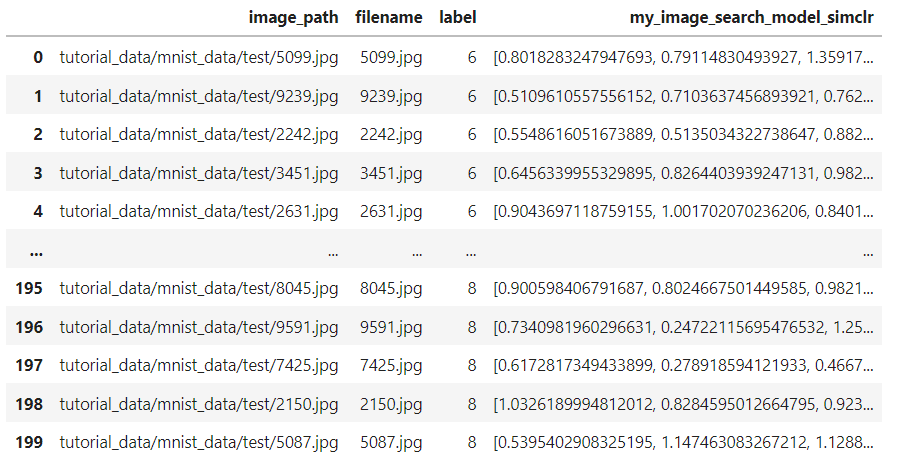 image_path filename label my_image_search_model_simclr
0 tutorial_data/mnist_data/test/5099.jpg 5099.jpg 6 [0.8018283247947693, 0.79114830493927, 1.35917...
1 tutorial_data/mnist_data/test/9239.jpg 9239.jpg 6 [0.5109610557556152, 0.7103637456893921, 0.762...
2 tutorial_data/mnist_data/test/2242.jpg 2242.jpg 6 [0.5548616051673889, 0.5135034322738647, 0.882...
3 tutorial_data/mnist_data/test/3451.jpg 3451.jpg 6 [0.6456339955329895, 0.8264403939247131, 0.982...
4 tutorial_data/mnist_data/test/2631.jpg 2631.jpg 6 [0.9043697118759155, 1.001702070236206, 0.8401...
... ... ... ... ...
195 tutorial_data/mnist_data/test/8045.jpg 8045.jpg 8 [0.900598406791687, 0.8024667501449585, 0.9821...
196 tutorial_data/mnist_data/test/9591.jpg 9591.jpg 8 [0.7340981960296631, 0.24722115695476532, 1.25...
197 tutorial_data/mnist_data/test/7425.jpg 7425.jpg 8 [0.6172817349433899, 0.278918594121933, 0.4667...
198 tutorial_data/mnist_data/test/2150.jpg 2150.jpg 8 [1.0326189994812012, 0.8284595012664795, 0.923...
199 tutorial_data/mnist_data/test/5087.jpg 5087.jpg 8 [0.5395402908325195, 1.147463083267212, 1.1288...